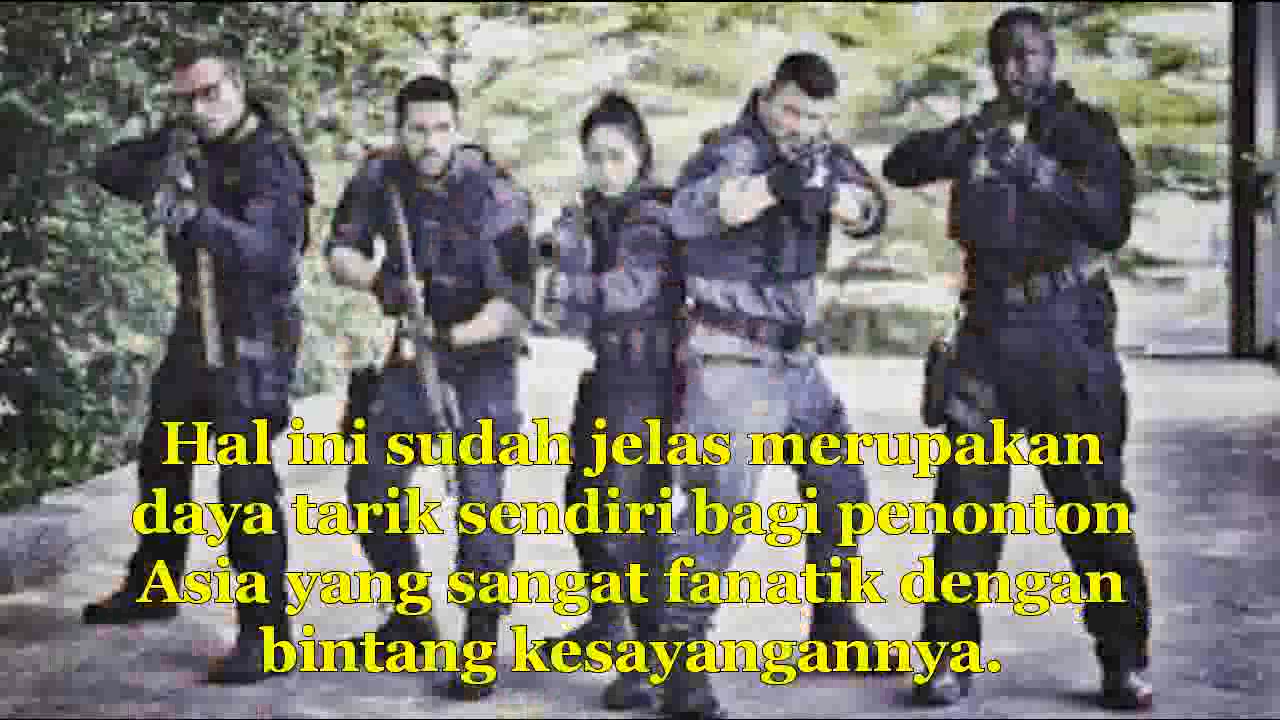 Hal ini sudah jelas merupakan
daya tarik sendiri bagi penonton
Asia yang sangat fanatik dengan
bintang kesayangannya.